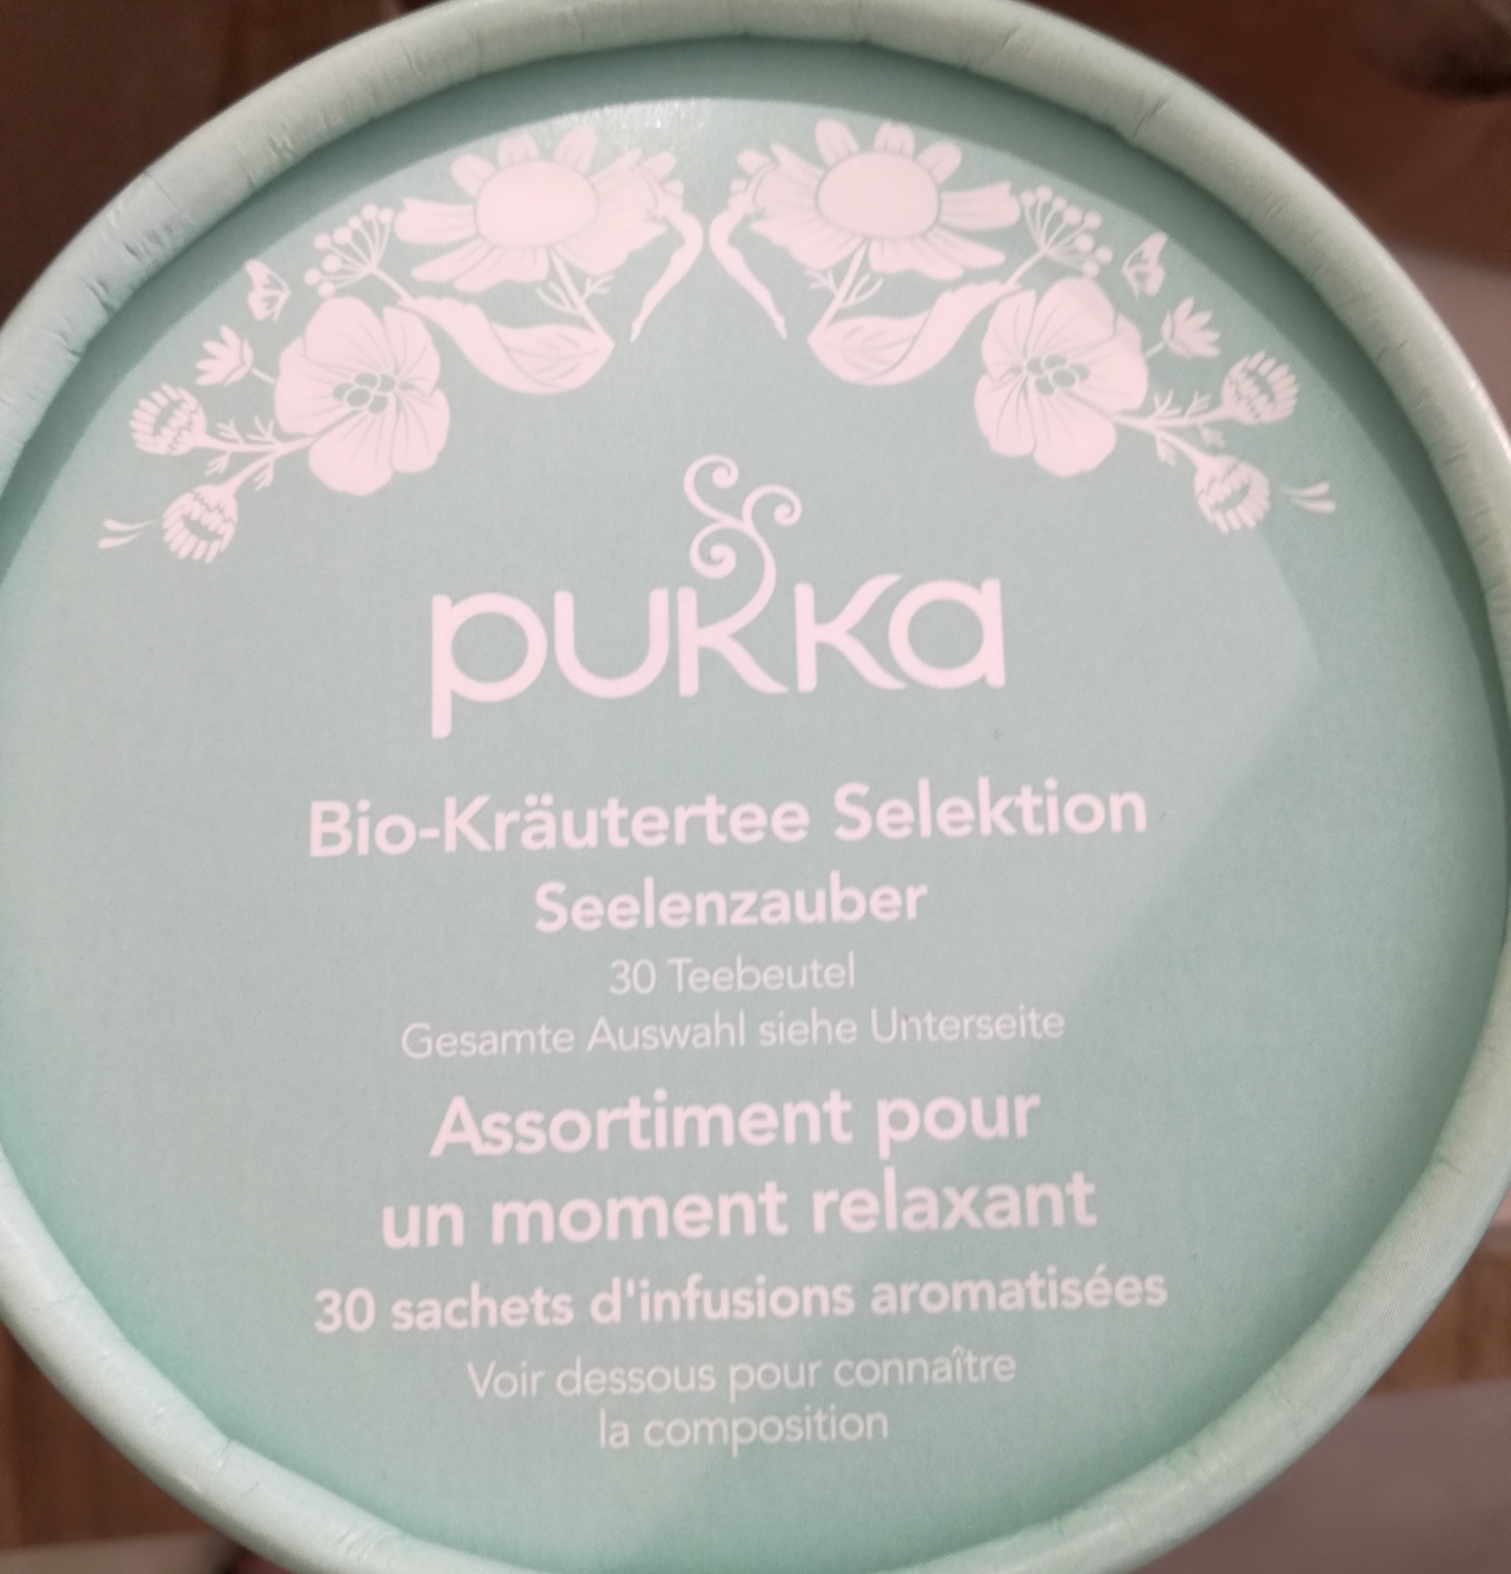 pukka
Bio-Kräutertee Selektion
Seelenzauber
30 Teebeutel
Gesamte Auswahl siehe Unterseite
Assortiment pour
un moment relaxant
30 sachets d'infusions aromatisées
Voir dessous pour connaître
la composition